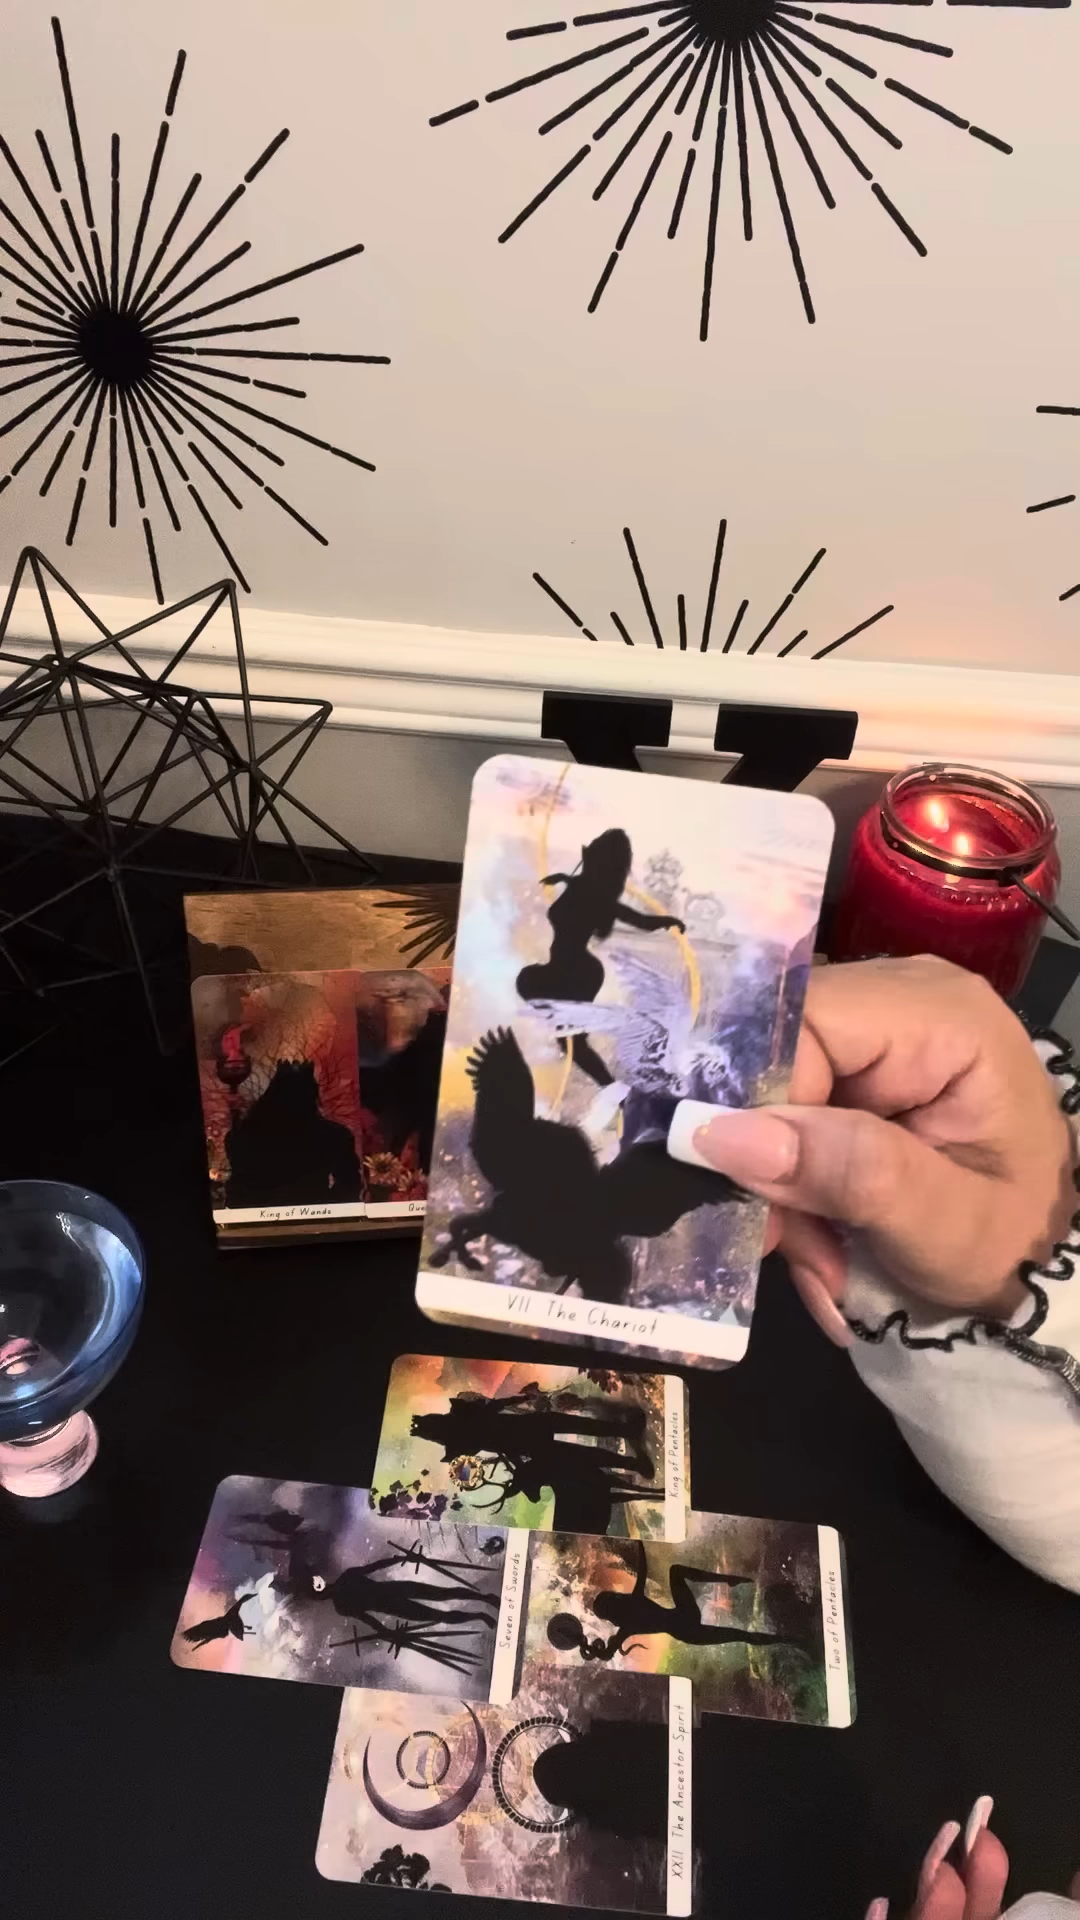 King of Wands
Que
VII The Chariot
King of Pentacles
Seven of Swords
Two of Pentacles
XXII The Ancestor Spirit